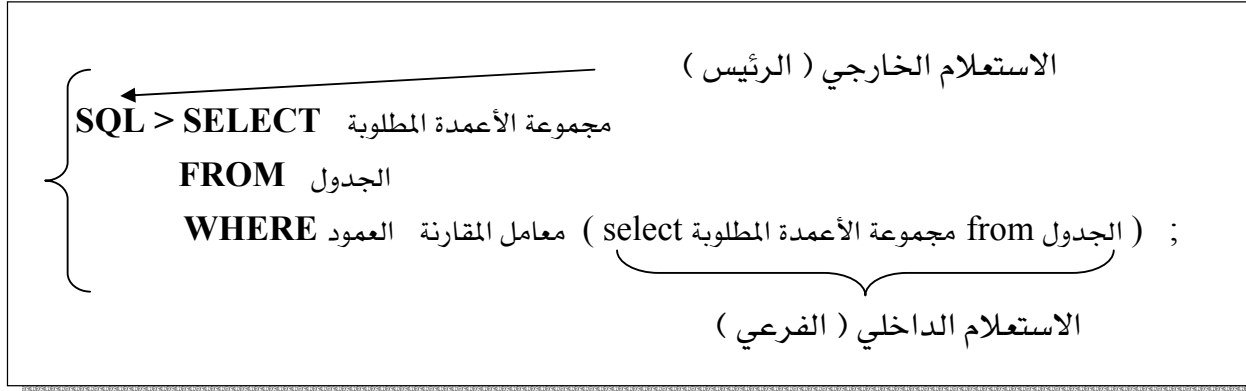 الاستعلام الخارجي ( الرئيس )
SQL > SELECT مجموعة الأعمدة المطلوبة
FROM الجدول
WHERE العمود معامل المقارنة ( select مجموعة الأعمدة المطلوبة from الجدول ) ;
الاستعلام الداخلي ( الفرعي )